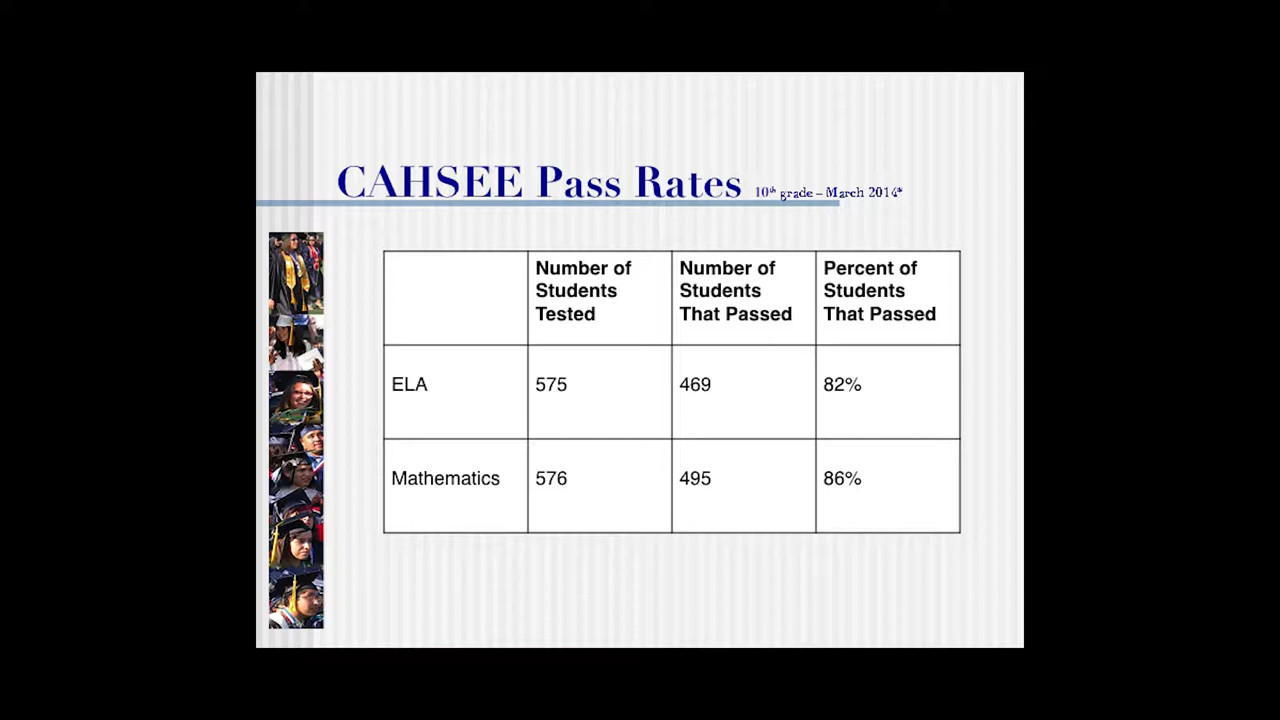 CAHSEE Pass Rates 10th grade – March 2014*
Number of Students Tested
Number of Students That Passed
Percent of Students That Passed
ELA 575 469 82%
Mathematics 576 495 86%